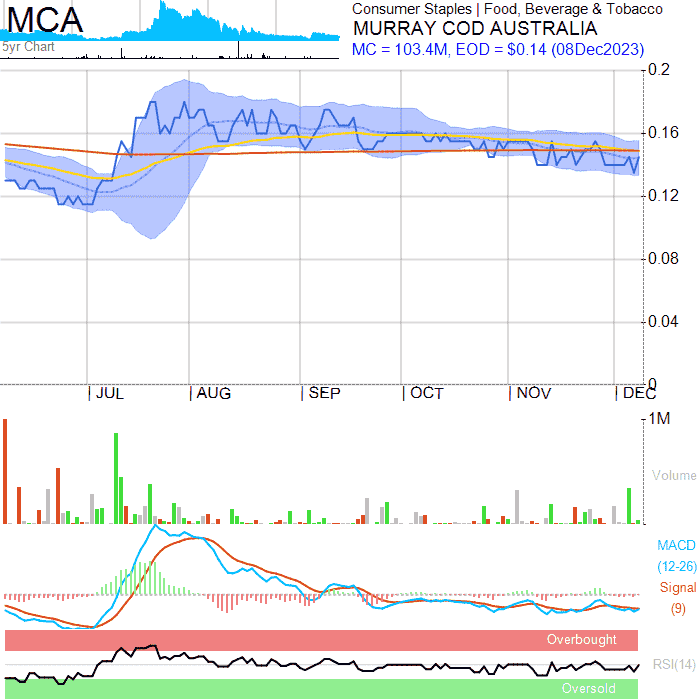 MCA
5yr Chart
Consumer Staples | Food, Beverage & Tobacco
MURRAY COD AUSTRALIA
MC = 103.4M, EOD = $0.14 (08Dec2023)
0.2
0.16
0.12
0.08
0.04
0
JUL AUG SEP OCT NOV DEC
1M
Volume
MACD
(12-26)
Signal
(9)
Overbought
RSI(14)
Oversold